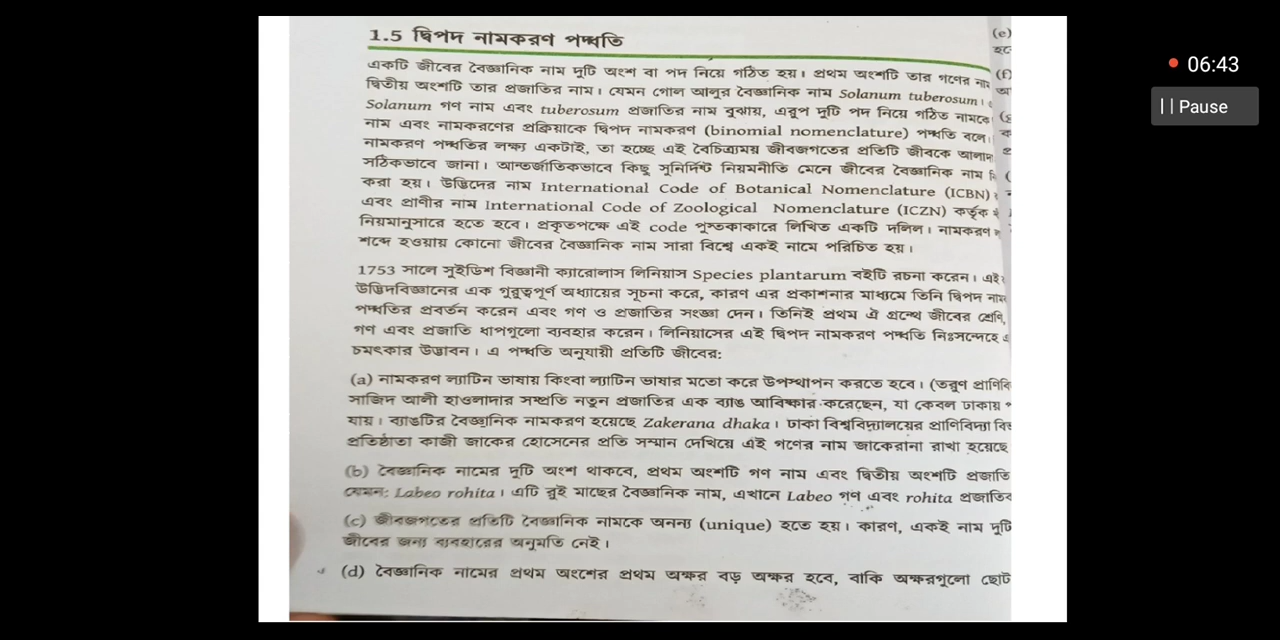 1.5 দ্বিপদ নামকরণ পদ্ধতি
একটি জীবের বৈজ্ঞানিক নাম দুটি অংশ বা পদ নিয়ে গঠিত হয়। প্রথম অংশটি তার গণের
দ্বিতীয় অংশটি তার প্রজাতির নাম। যেমন গোল আলুর বৈজ্ঞানিক নাম Solanum tuberosum।
Solanum গণ নাম এবং tuberosum প্রজাতির নাম বুঝায়, এরূপ দুটি পদ নিয়ে গঠিত নামকে
নাম এবং নামকরণের প্রক্রিয়াকে দ্বিপদ নামকরণ (binomial nomenclature) পদ্ধতি বলে।
নামকরণ পদ্ধতির লক্ষ্য একটাই, তা হচ্ছে এই বৈচিত্র্যময় জীবজগতের প্রতিটি জীবকে আলাদা
সঠিকভাবে জানা। আন্তর্জাতিকভাবে কিছু সুনির্দিষ্ট নিয়মনীতি মেনে জীবের বৈজ্ঞানিক নাম
করা হয়। উদ্ভিদের নাম International Code of Botanical Nomenclature (ICBN)
এবং প্রাণীর নাম International Code of Zoological Nomenclature (ICZN) কর্তৃক
নিয়মানুসারে হতে হবে। প্রকৃতপক্ষে এই code পুস্তকাকারে লিখিত একটি দলিল। নামকরণ
শব্দে হওয়ায় কোনো জীবের বৈজ্ঞানিক নাম সারা বিশ্বে একই নামে পরিচিত হয়।
1753 সালে সুইডিশ বিজ্ঞানী ক্যারোলাস লিনিয়াস Species plantarum বইটি রচনা করেন। এই
উদ্ভিদবিজ্ঞানের এক গুরুত্বপূর্ণ অধ্যায়ের সূচনা করে, কারণ এর প্রকাশনার মাধ্যমে তিনি দ্বিপদ নাম
পদ্ধতির প্রবর্তন করেন এবং গণ ও প্রজাতির সংজ্ঞা দেন। তিনিই প্রথম ঐ গ্রন্থে জীবের শ্রেণি,
গণ এবং প্রজাতি ধাপগুলো ব্যবহার করেন। লিনিয়াসের এই দ্বিপদ নামকরণ পদ্ধতি নিঃসন্দেহে
চমৎকার উদ্ভাবন। এ পদ্ধতি অনুযায়ী প্রতিটি জীবের:
(a) নামকরণ ল্যাটিন ভাষায় কিংবা ল্যাটিন ভাষার মতো করে উপস্থাপন করতে হবে। (তরুণ প্রাণিবি
সাজিদ আলী হাওলাদার সম্প্রতি নতুন প্রজাতির এক ব্যাঙ আবিষ্কার করেছেন, যা কেবল ঢাকায়
যায়। ব্যাঙটির বৈজ্ঞানিক নামকরণ হয়েছে Zakerana dhaka। ঢাকা বিশ্ববিদ্যালয়ের প্রাণিবিদ্যা বি
প্রতিষ্ঠাতা কাজী জাকের হোসেনের প্রতি সম্মান দেখিয়ে এই গণের নাম জাকেরানা রাখা হয়েছে
(b) বৈজ্ঞানিক নামের দুটি অংশ থাকবে, প্রথম অংশটি গণ নাম এবং দ্বিতীয় অংশটি প্রজাতি
যেমন: Labeo rohita। এটি রুই মাছের বৈজ্ঞানিক নাম, এখানে Labeo গণ এবং rohita প্রজাতি
(c) জীবজগতের প্রতিটি বৈজ্ঞানিক নামকে অনন্য (unique) হতে হয়। কারণ, একই নাম দুটি
জীবের জন্য ব্যবহারের অনুমতি নেই।
(d) বৈজ্ঞানিক নামের প্রথম অংশের প্রথম অক্ষর বড় অক্ষর হবে, বাকি অক্ষরগুলো ছোট
(e)
(f)
06:43
|| Pause